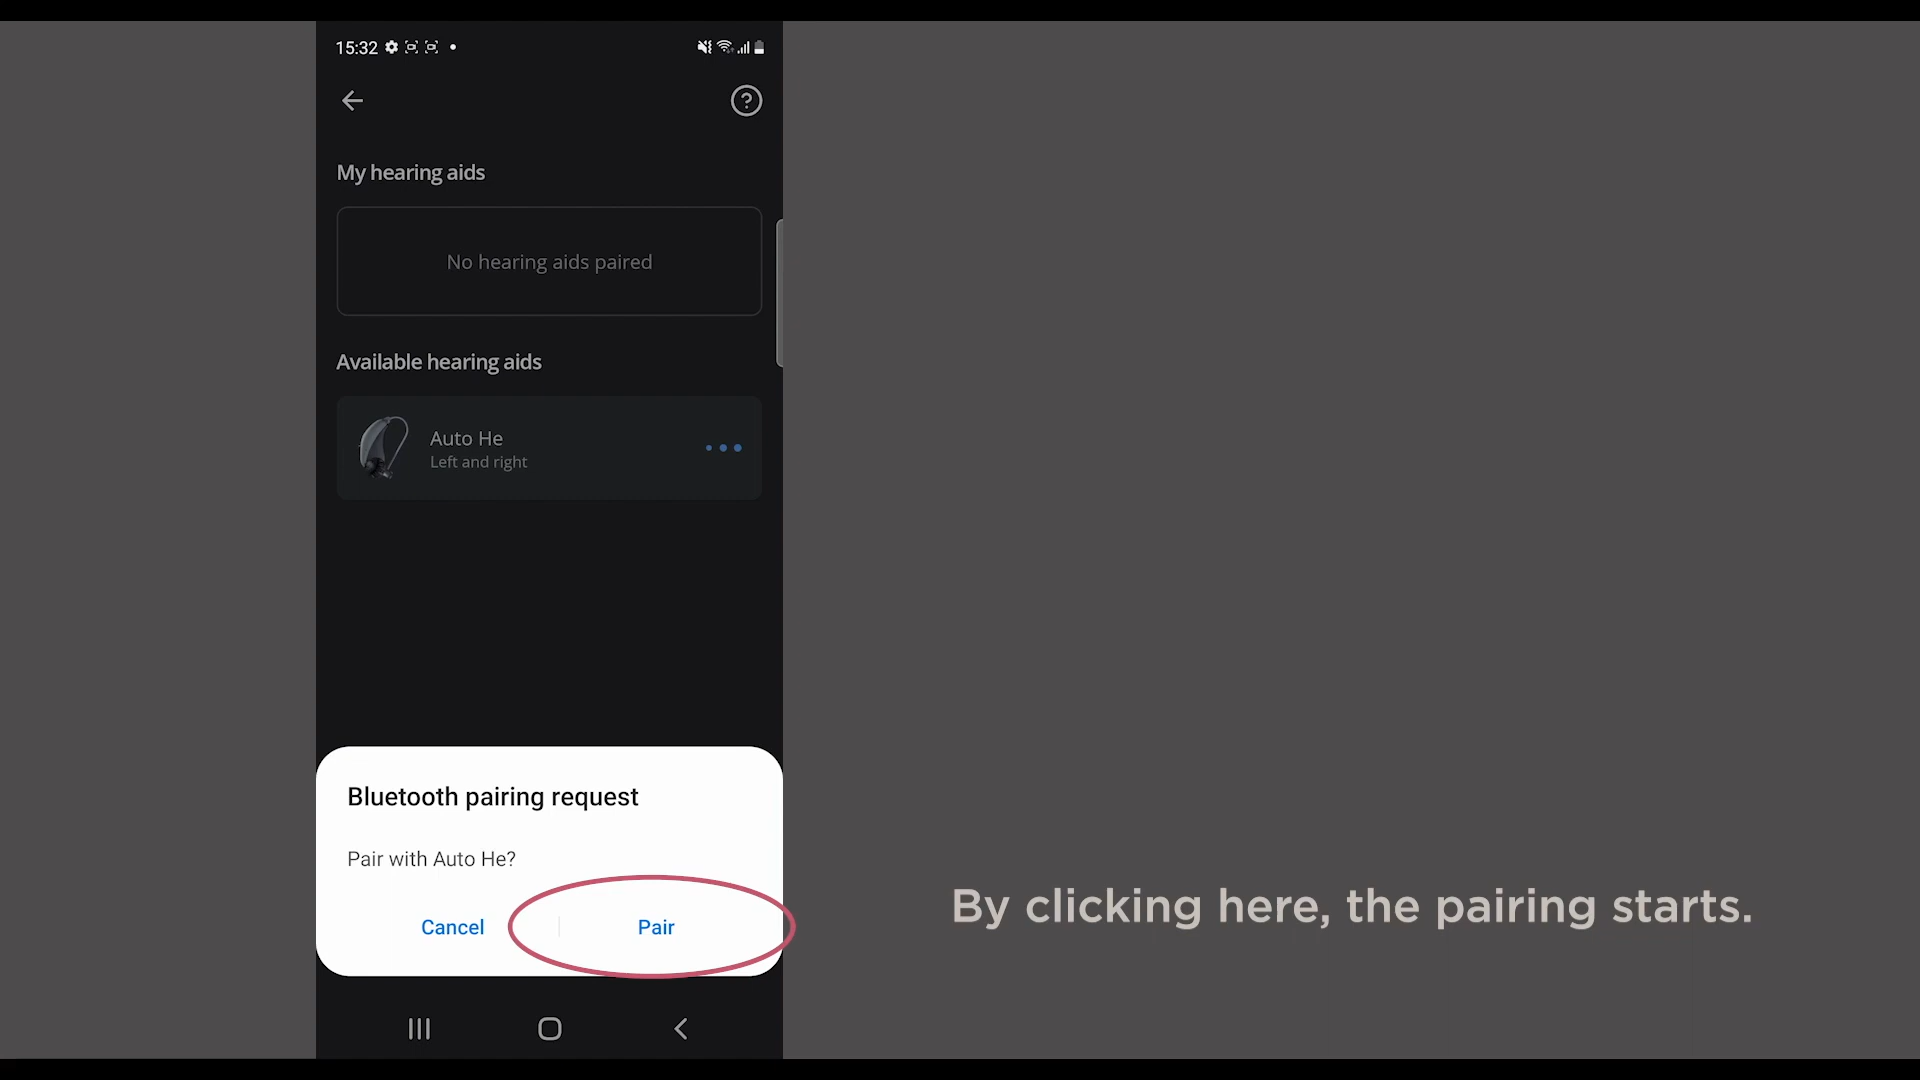 15:32
My hearing aids
No hearing aids paired
Available hearing aids
Auto He
Left and right
Bluetooth pairing request
Pair with Auto He?
Cancel
Pair
By clicking here, the pairing starts.